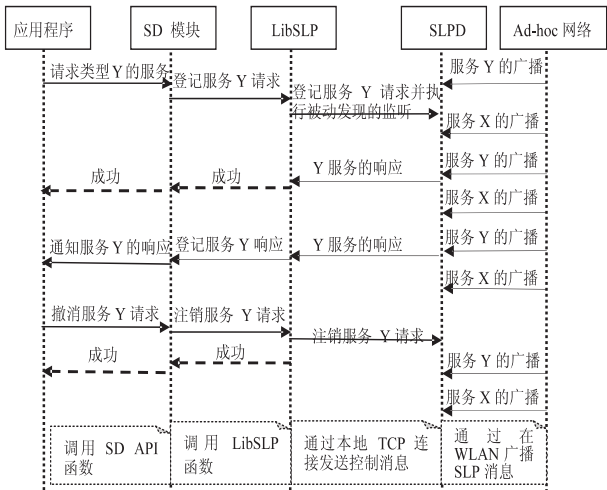 应用程序
SD 模块
LibSLP
SLPD
Ad-hoc 网络
请求类型Y的服务
服务 Y 的广播
登记服务Y 请求
登记服务 Y 请求并执
行被动发现的监听
服务 X 的广播
Y 服务的响应
服务 Y 的广播
成功
成功
服务 X 的广播
通知服务Y的响应
登记服务Y 响应
Y 服务的响应
服务 Y 的广播
服务 X 的广播
撤消服务 Y 请求
注销服务 Y 请求
注销服务 Y 请求
成功
成功
服务 Y 的广播
服务 X 的广播
调用 SD API
函数
调 用 LibSLP
函数
通过本地 TCP 连
接发送控制消息
通 过 在
WLAN 广播
SLP 消息